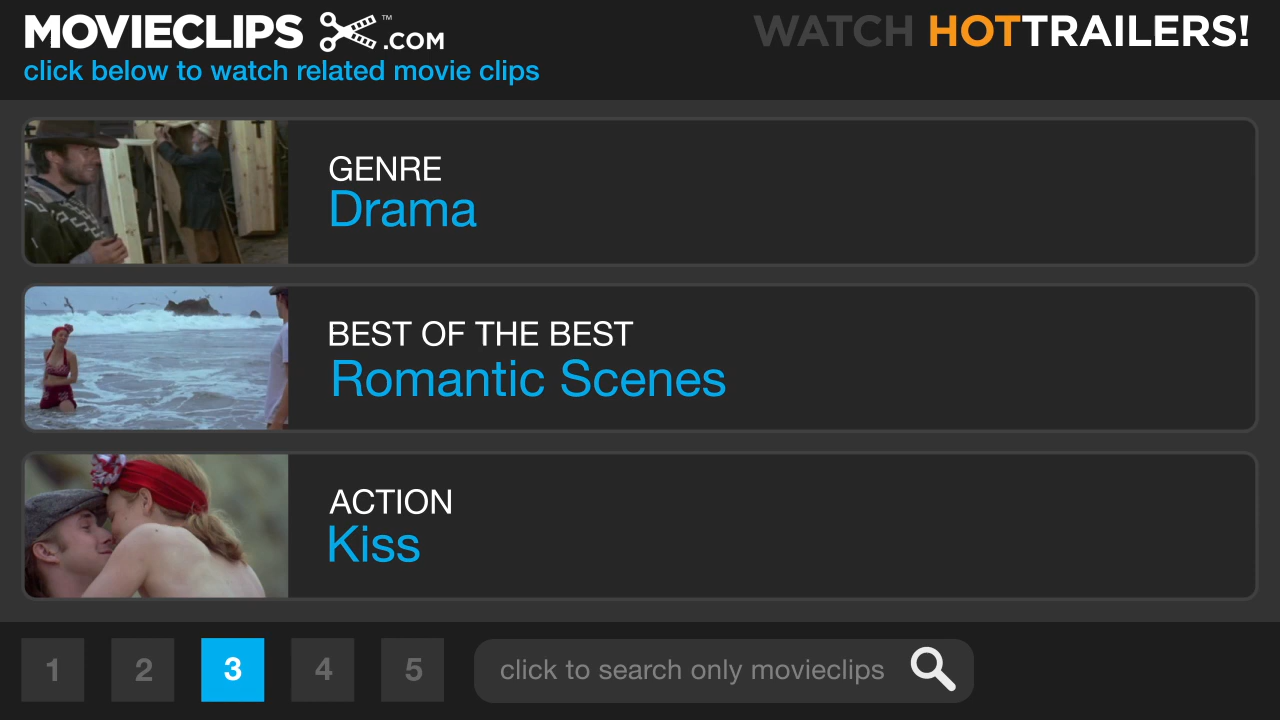 MOVIECLIPS™.COM
WATCH HOTTRAILERS!
click below to watch related movie clips
GENRE
Drama
BEST OF THE BEST
Romantic Scenes
ACTION
Kiss
1 2 3 4 5 click to search only movieclips